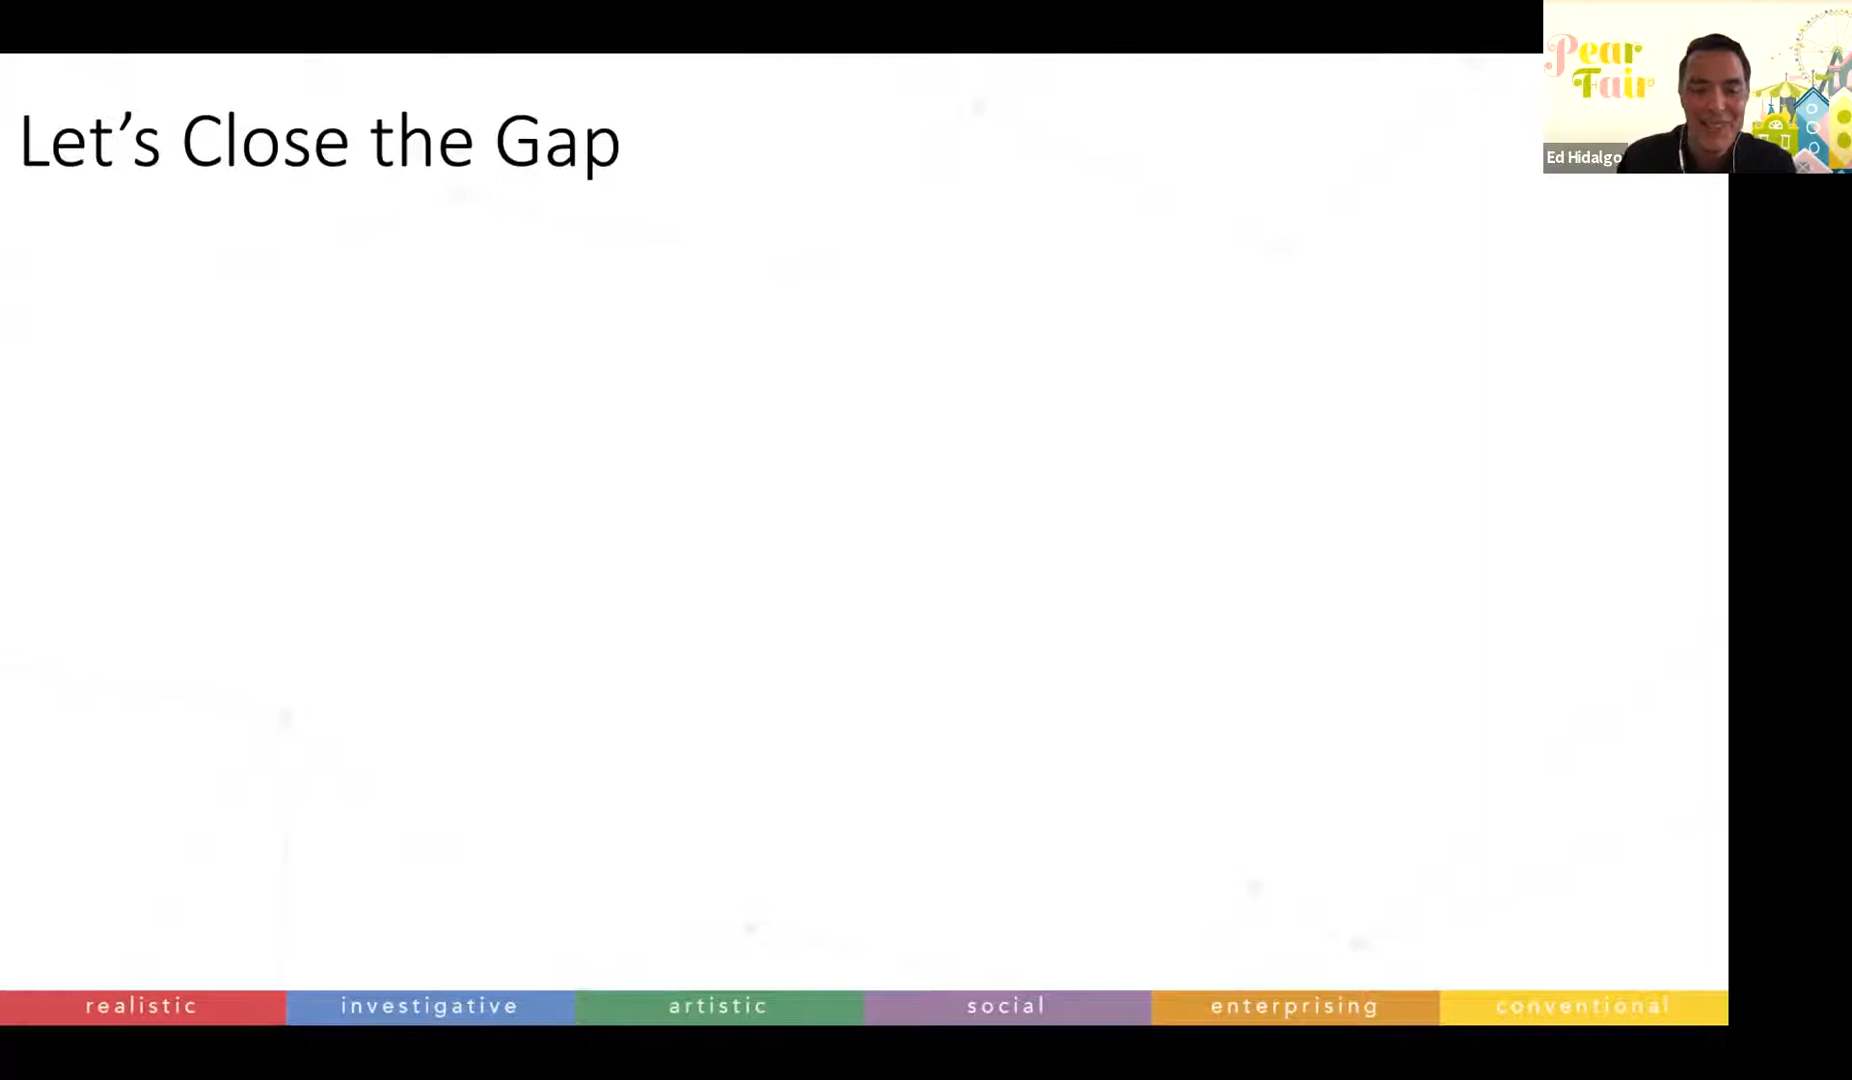 Let's Close the Gap
Pear
Fair
Ed Hidalgo
realistic investigative artistic social enterprising conventional